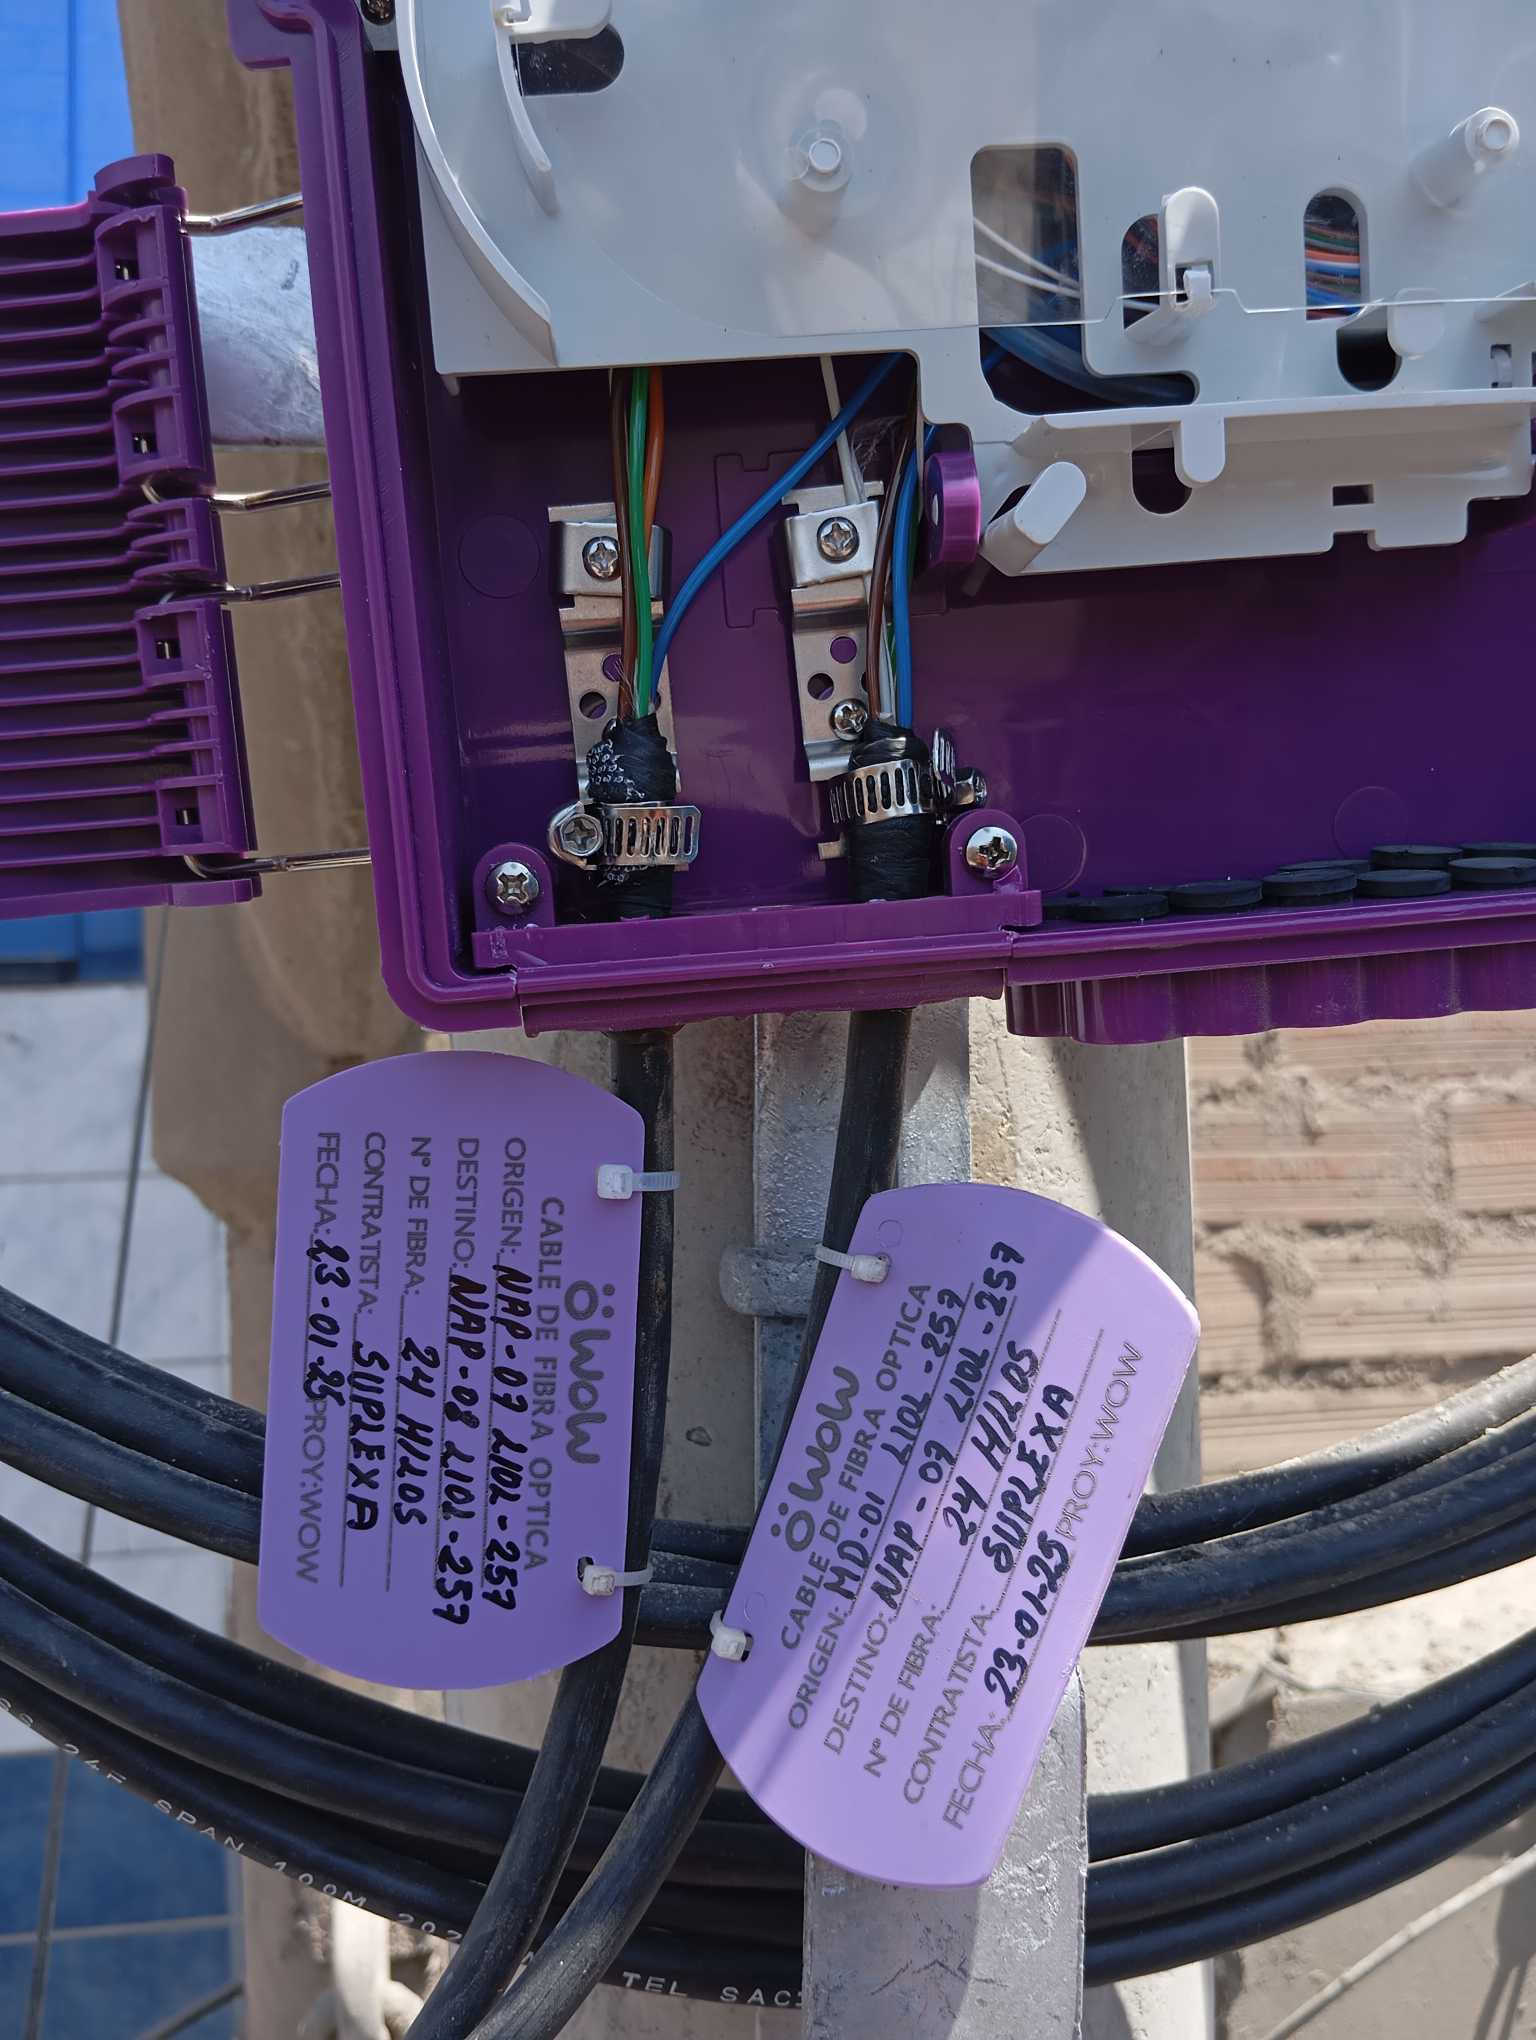 öwow
CABLE DE FIBRA OPTICA
ORIGEN: NAP-07 LIOL-257
DESTINO: NAP-08 LIOL-257
N° DE FIBRA: 24 HILOS
CONTRATISTA: SUPLEXA
FECHA: 23-01-25 PROY: WOW
öwow
CABLE DE FIBRA OPTICA
ORIGEN: MD-01 LIOL-257
DESTINO: NAP-07 LIOL-257
N° DE FIBRA: 24 HILOS
CONTRATISTA: SUPLEXA
FECHA: 23-01-25 PROY: WOW
24F SPAN 100M
TEL SAC